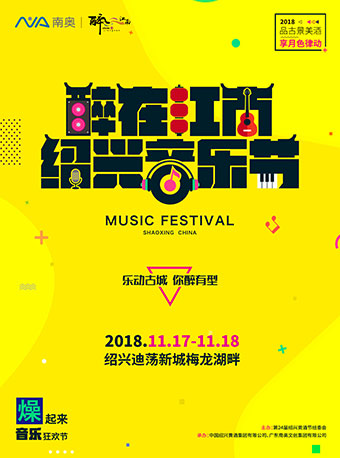 南奥
2018
品古景美酒
享月色律动
醉在江南
绍兴音乐节
MUSIC FESTIVAL
SHAOXING CHINA
乐动古城 你醉有型
2018.11.17-11.18
绍兴迪荡新城梅龙湖畔
燥起来
音乐狂欢节
主办:第24届绍兴黄酒节组委会
承办:中国绍兴黄酒集团有限公司,广东南奥文创集团有限公司